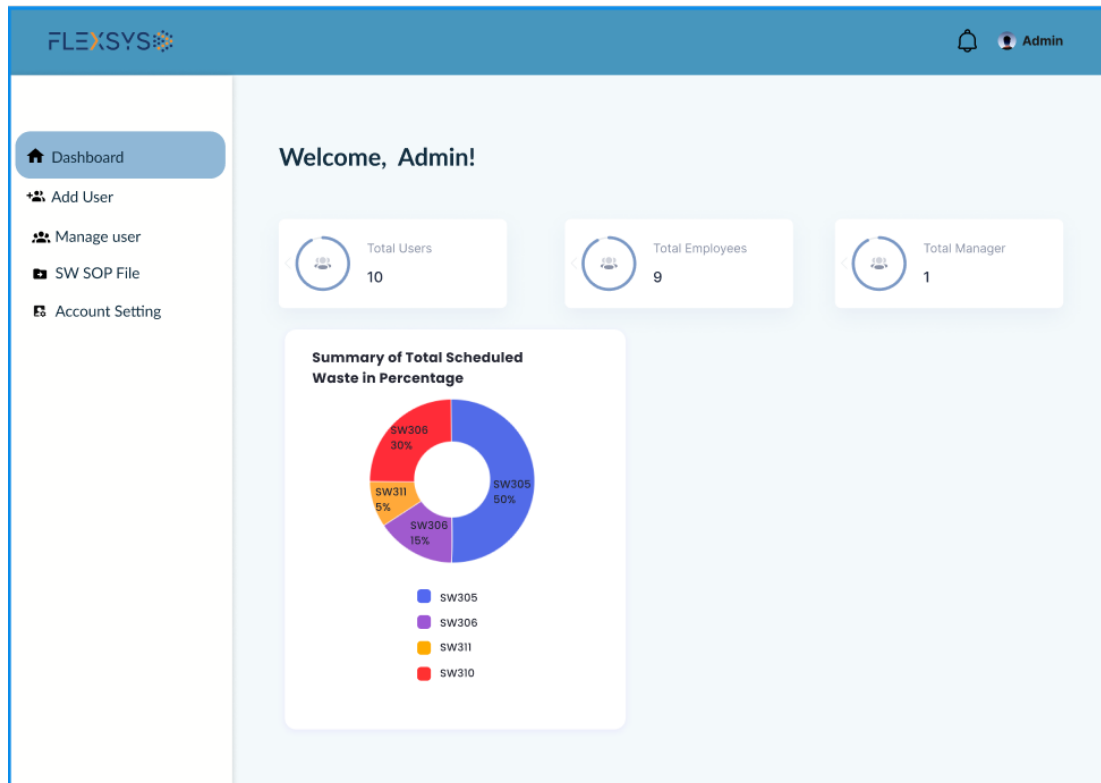 FLEXSYS
Admin
Dashboard
Add User
Manage user
SW SOP File
Account Setting
Welcome, Admin!
Total Users
10
Total Employees
9
Total Manager
1
Summary of Total Scheduled
Waste in Percentage
SW306
30%
SW305
50%
SW311
5%
SW306
15%
SW305
SW306
SW311
SW310